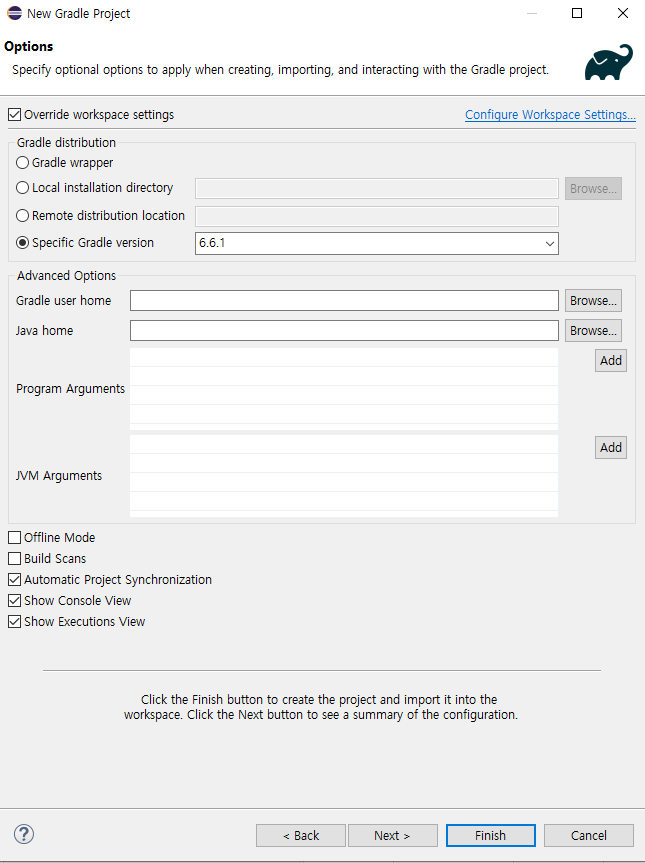 New Gradle Project
Options
Specify optional options to apply when creating, importing, and interacting with the Gradle project.
Override workspace settings
Configure Workspace Settings...
Gradle distribution
Gradle wrapper
Local installation directory
Browse...
Remote distribution location
Specific Gradle version
6.6.1
Advanced Options
Gradle user home
Browse...
Java home
Browse...
Add
Program Arguments
Add
JVM Arguments
Offline Mode
Build Scans
Automatic Project Synchronization
Show Console View
Show Executions View
Click the Finish button to create the project and import it into the
workspace. Click the Next button to see a summary of the configuration.
?
< Back
Next >
Finish
Cancel